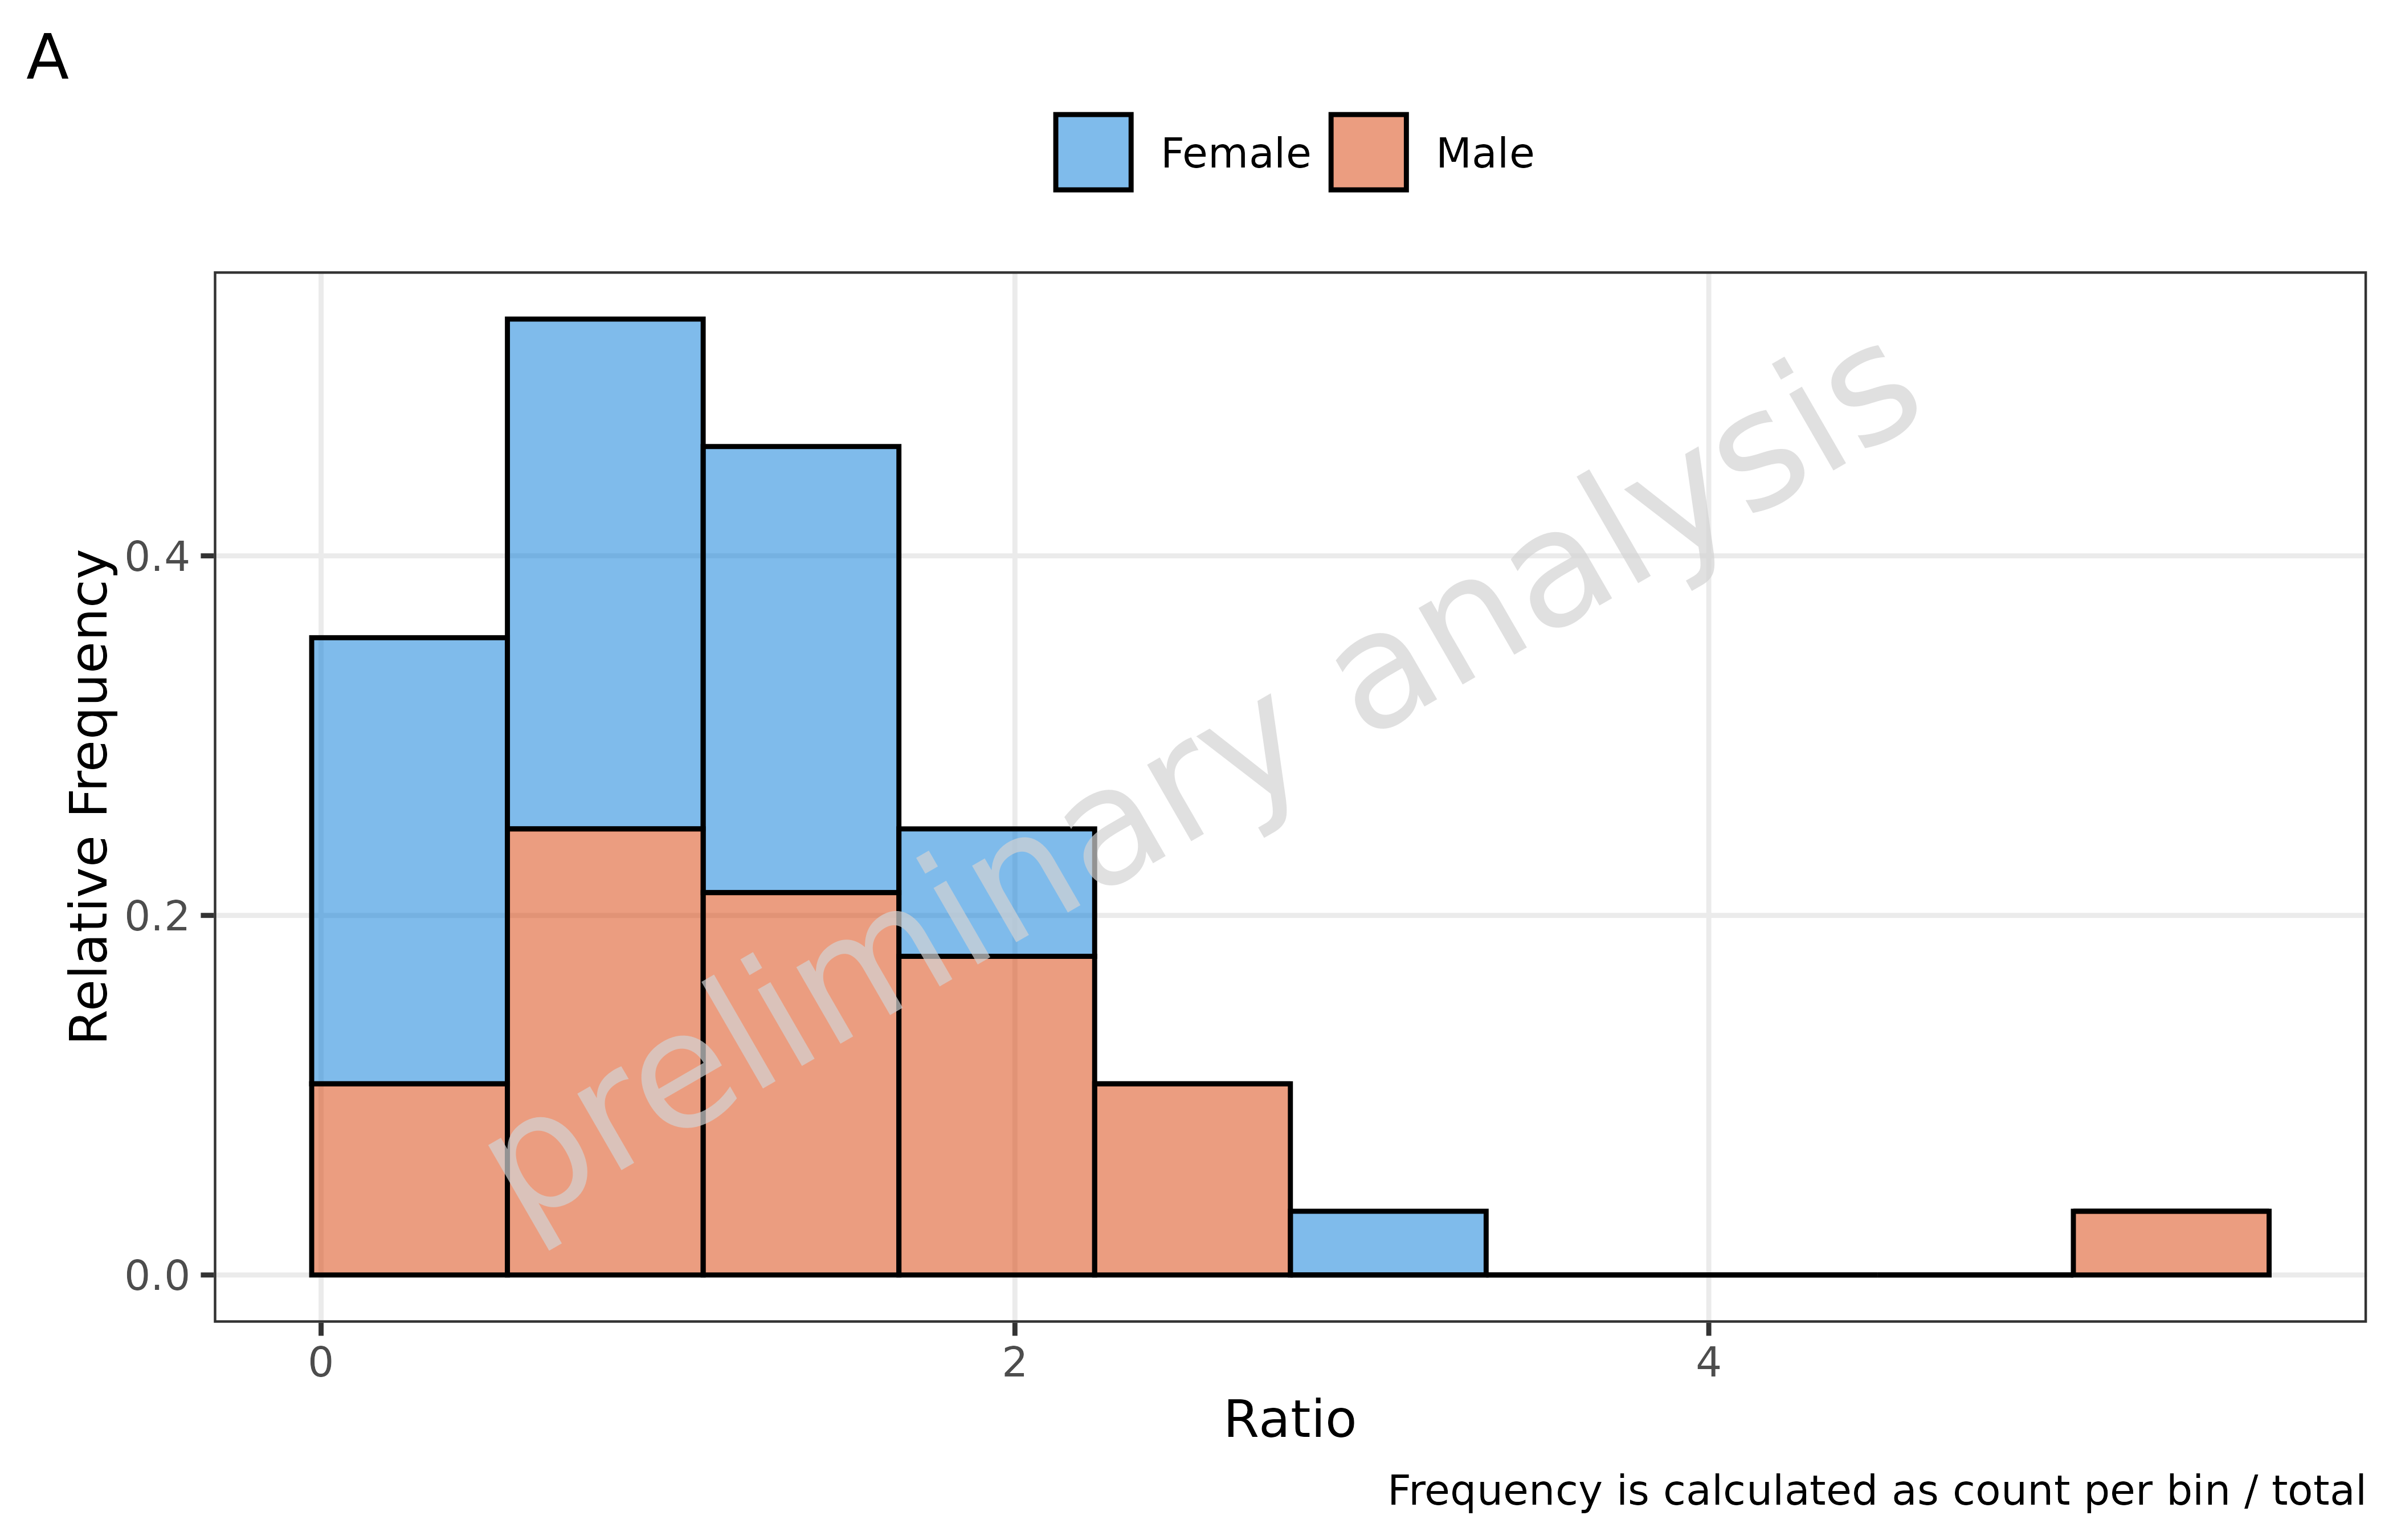 A
Female Male
preliminary analysis
Relative Frequency
0.4
0.2
0.0
0 2 4
Ratio
Frequency is calculated as count per bin / total